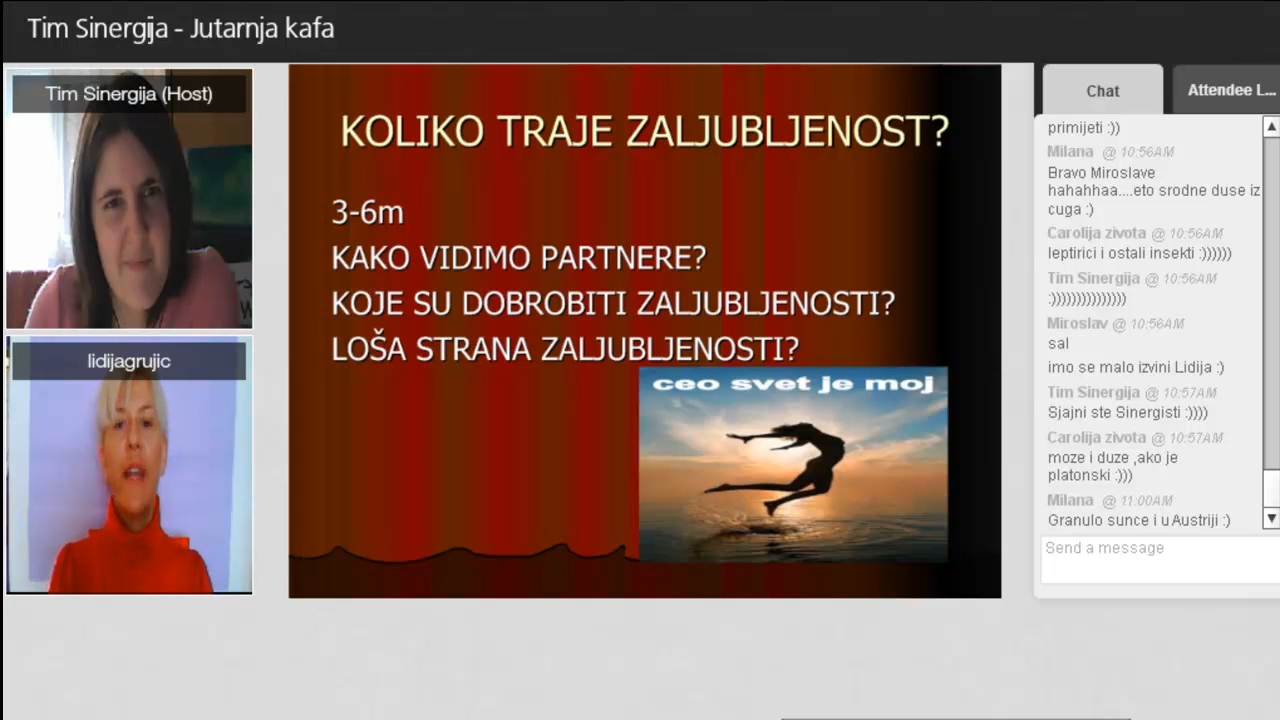 Tim Sinergija - Jutarnja kafa
Tim Sinergija (Host)
lidijagrujic
KOLIKO TRAJE ZALJUBLJENOST?
3-6m
KAKO VIDIMO PARTNERE?
KOJE SU DOBROBITI ZALJUBLJENOSTI?
LOŠA STRANA ZALJUBLJENOSTI?
ceo svet je moj
Chat
Attendee L...
primijeti :))
Milana @ 10:56AM
Bravo Miroslave
hahahhaa....eto srodne duse iz
cuga :)
Carolija zivota @ 10:56AM
leptirici i ostali insekti :))))))
Tim Sinergija @ 10:56AM
:))))))))))))))
Miroslav @ 10:56AM
sal
imo se malo izvini Lidija :)
Tim Sinergija @ 10:57AM
Sjajni ste Sinergisti :))))
Carolija zivota @ 10:57AM
moze i duze ,ako je
platonski :)))
Milana @ 11:00AM
Granulo sunce i u Austriji :)
Send a message